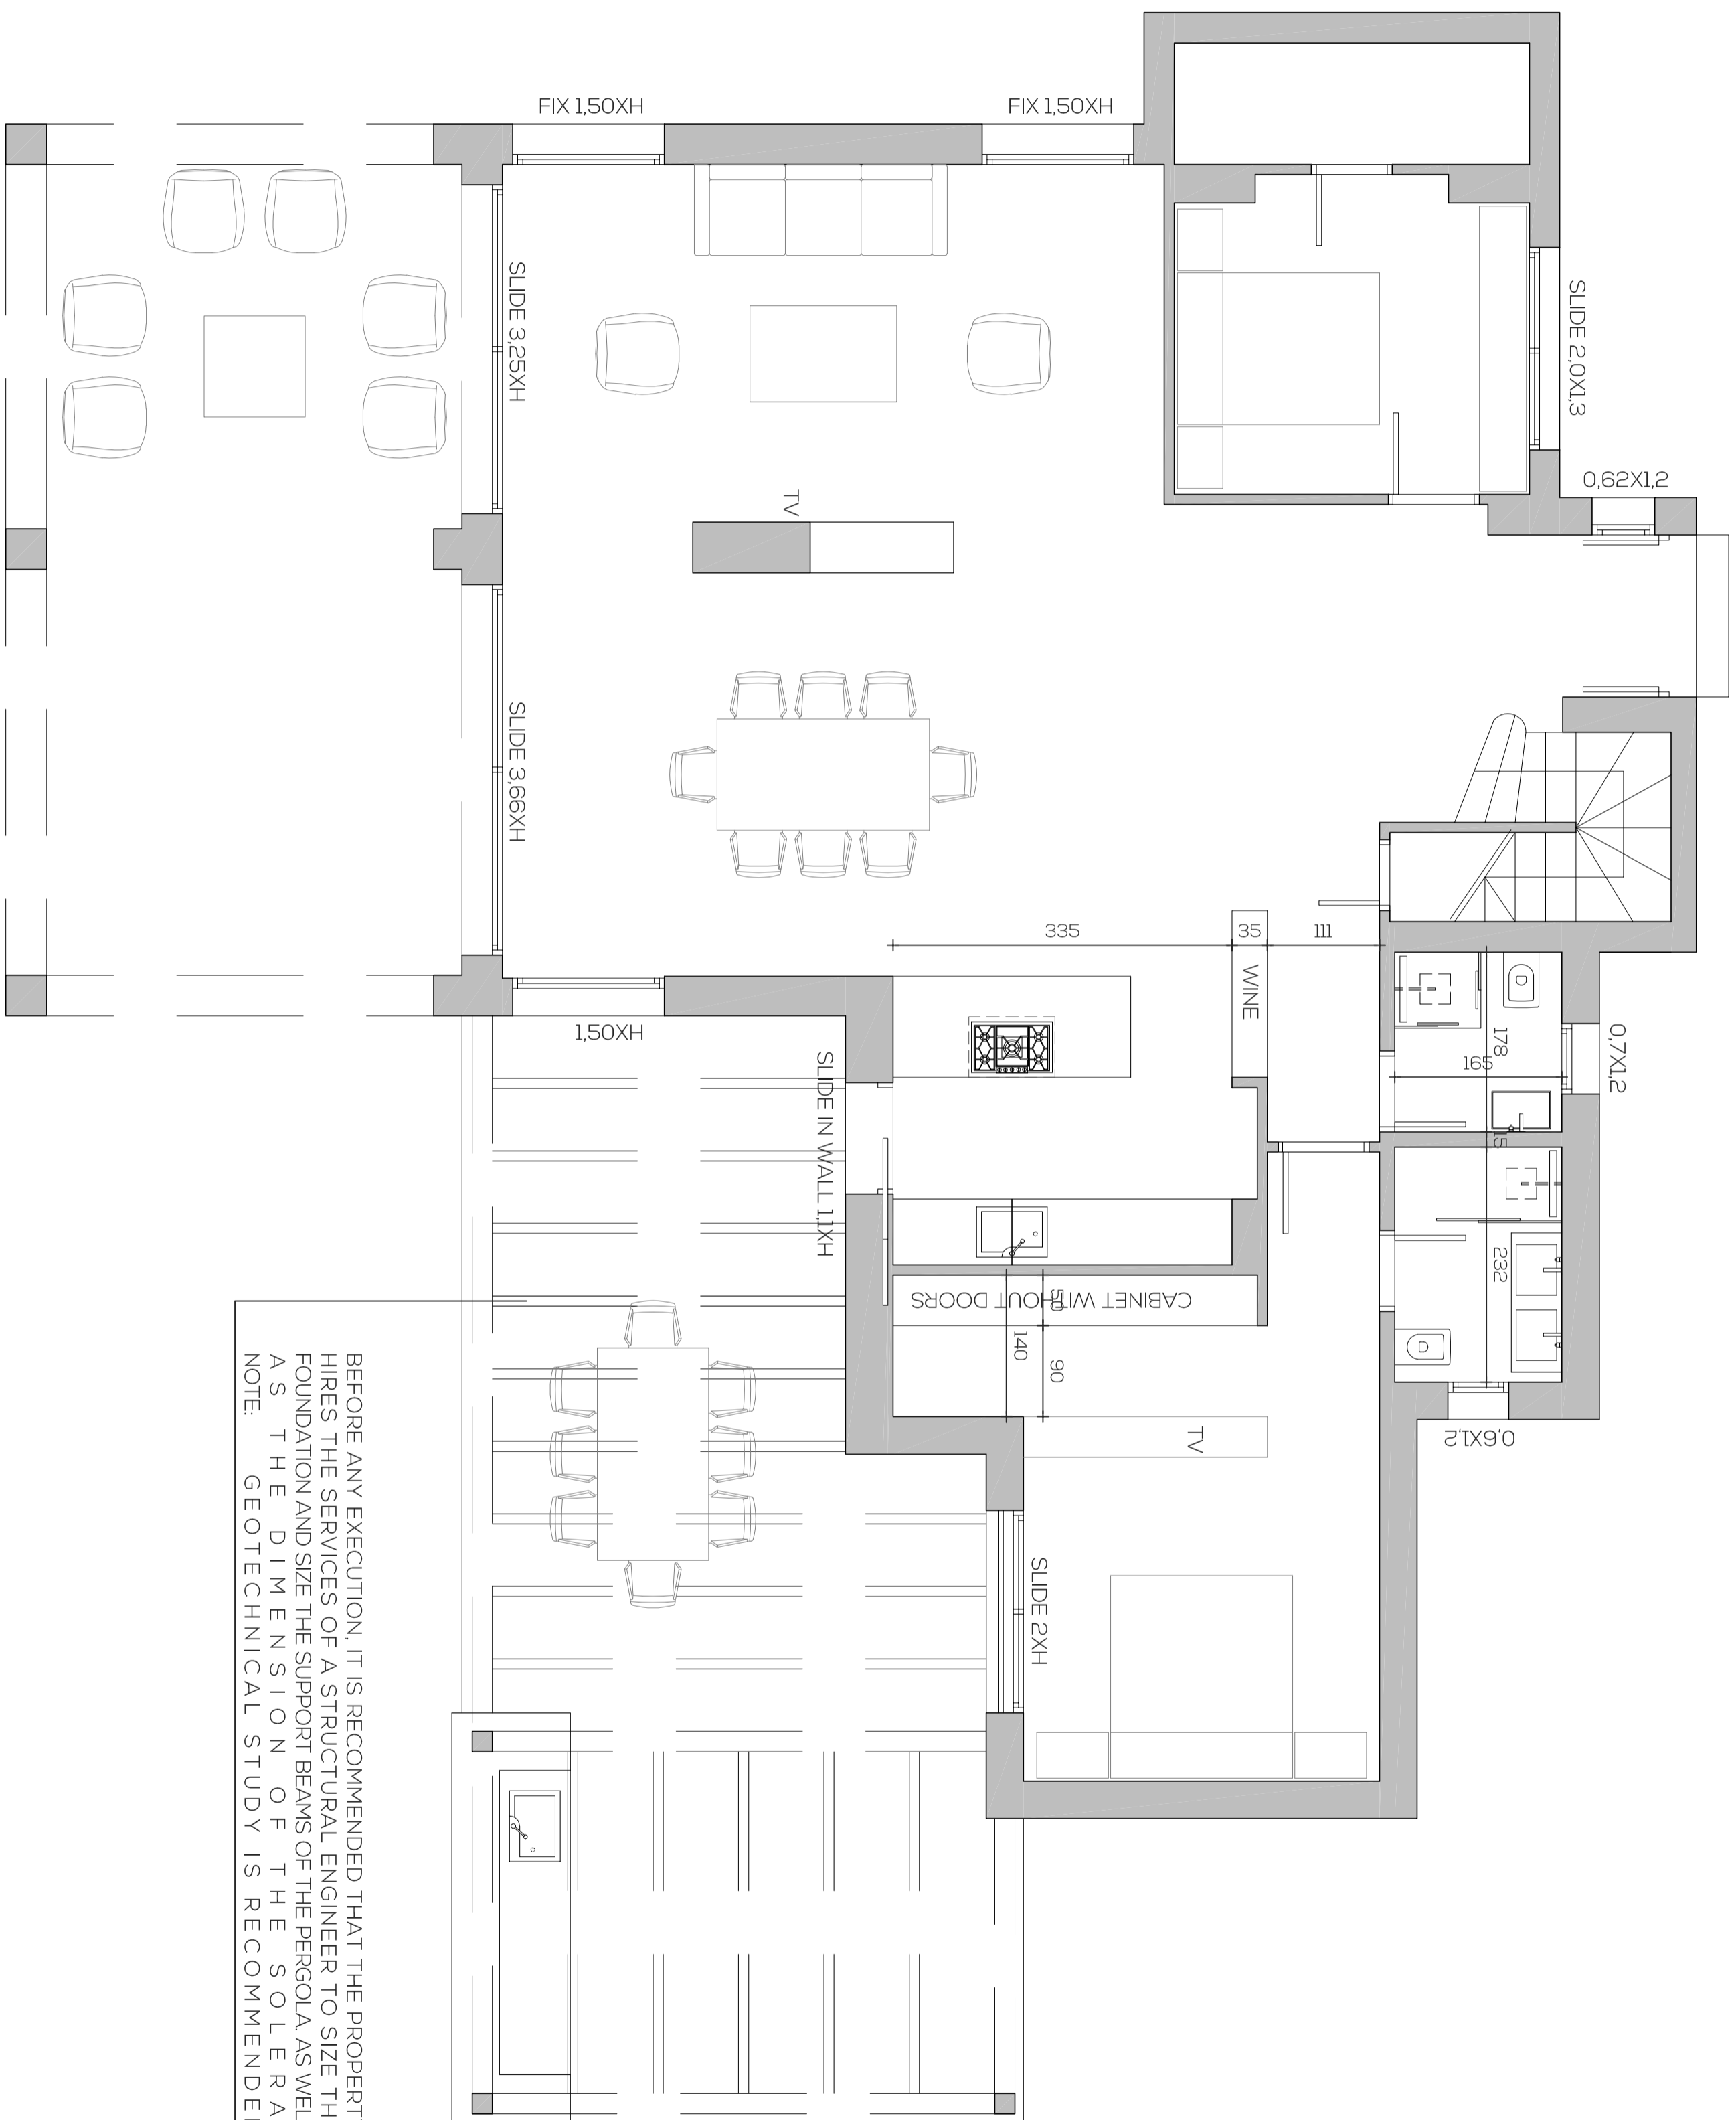 FIX 1,50XH
FIX 1,50XH
SLIDE 3,25XH
SLIDE 2,0X1,3
0,62X1,2
TV
SLIDE 3,66XH
335
35
111
WINE
1,50XH
SLIDE IN WALL 1,1XH
178
165
0,7X1,2
15
232
CABINET WITHOUT DOORS
50
140
90
TV
0,6X1,2
SLIDE 2XH
BEFORE ANY EXECUTION, IT IS RECOMMENDED THAT THE
HIRES THE SERVICES OF A STRUCTURAL ENGINEER TO SIZE
FOUNDATION AND SIZE THE SUPPORT BEAMS OF THE PERGOLA. AS
AS THE DIMENSION OF THE SOLERA
NOTE: GEOTECHNICAL STUDY IS